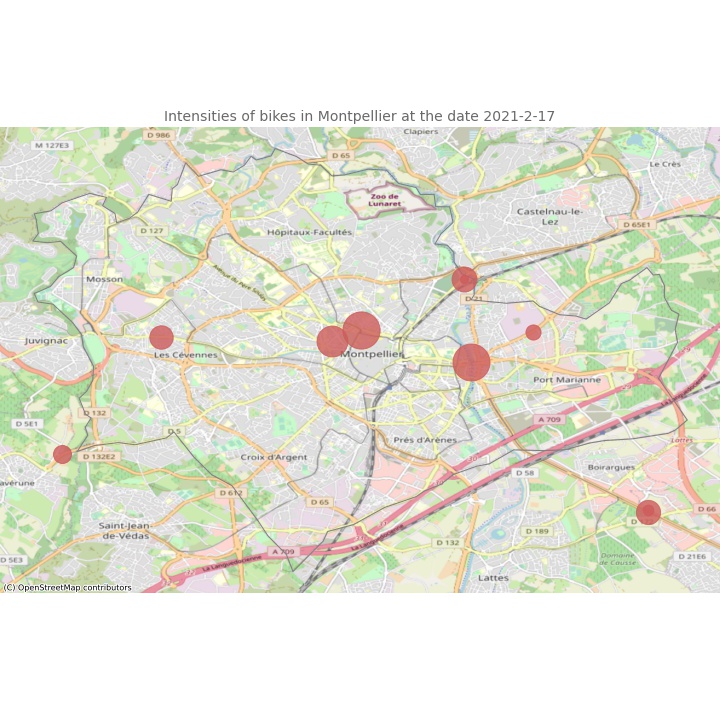 Intensities of bikes in Montpellier at the date 2021-2-17
Clapiers
D 986
M 127E3
D 65
Le Crès
Zoo de
Lunaret
Castelnau-le-
Lez
D 65E1
D 127
Hôpitaux-Facultés
Mosson
D 21
Juvignac
Les Cévennes
Montpellier
Port Marianne
D 132
D 5E1
A 709
D 5
Prés d'Arènes
Lattes
D 132E2
Croix d'Argent
D 58
Boirargues
D 612
D 65
D 66
Saint-Jean-
de-Védas
D 189
D 132
A 709
La Languedocienne
D 5E3
Domaine
de Causse
D 21E6
(C) OpenStreetMap contributors